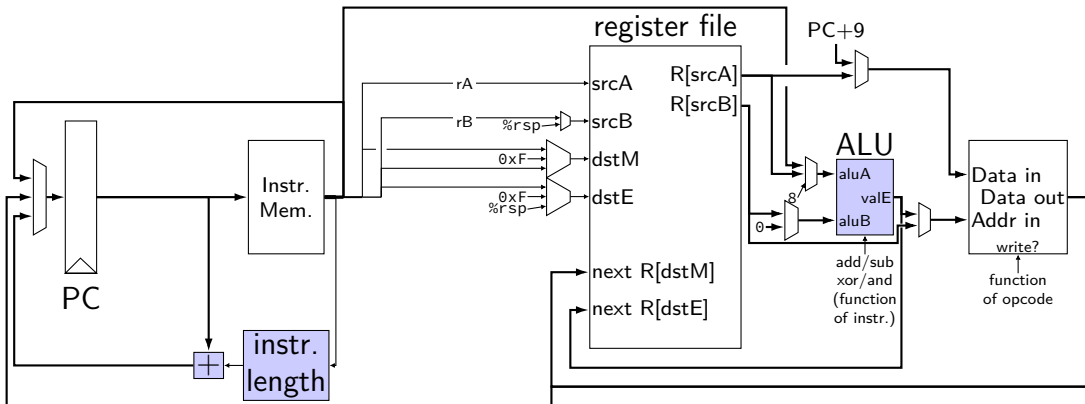 register file
PC+9
rA
srcA
R[srcA]
rB
%rsp
srcB
R[srcB]
ALU
Instr.
Mem.
0xF
dstM
aluA
Data in
8
valE
Data out
0xF
dstE
%rsp
0
aluB
Addr in
write?
add/sub
xor/and
(function
of instr.)
function
of opcode
next R[dstM]
PC
next R[dstE]
+
instr.
length